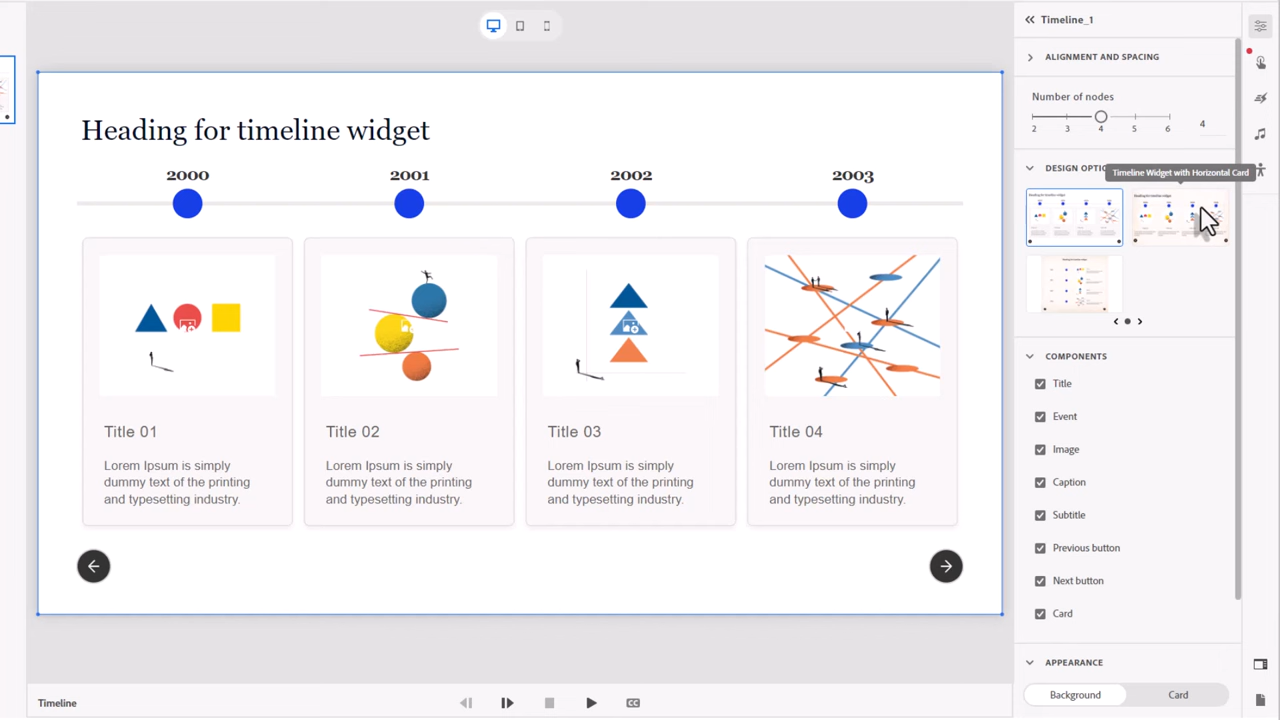 Timeline_1
ALIGNMENT AND SPACING
Number of nodes
2 3 4 5 6
4
DESIGN OPTIO
Timeline Widget with Horizontal Card
COMPONENTS
Title
Event
Image
Caption
Subtitle
Previous button
Next button
Card
APPEARANCE
Background Card
Heading for timeline widget
2000 2001 2002 2003
Title 01
Lorem Ipsum is simply
dummy text of the printing
and typesetting industry.
Title 02
Lorem Ipsum is simply
dummy text of the printing
and typesetting industry.
Title 03
Lorem Ipsum is simply
dummy text of the printing
and typesetting industry.
Title 04
Lorem Ipsum is simply
dummy text of the printing
and typesetting industry.
Timeline
CC